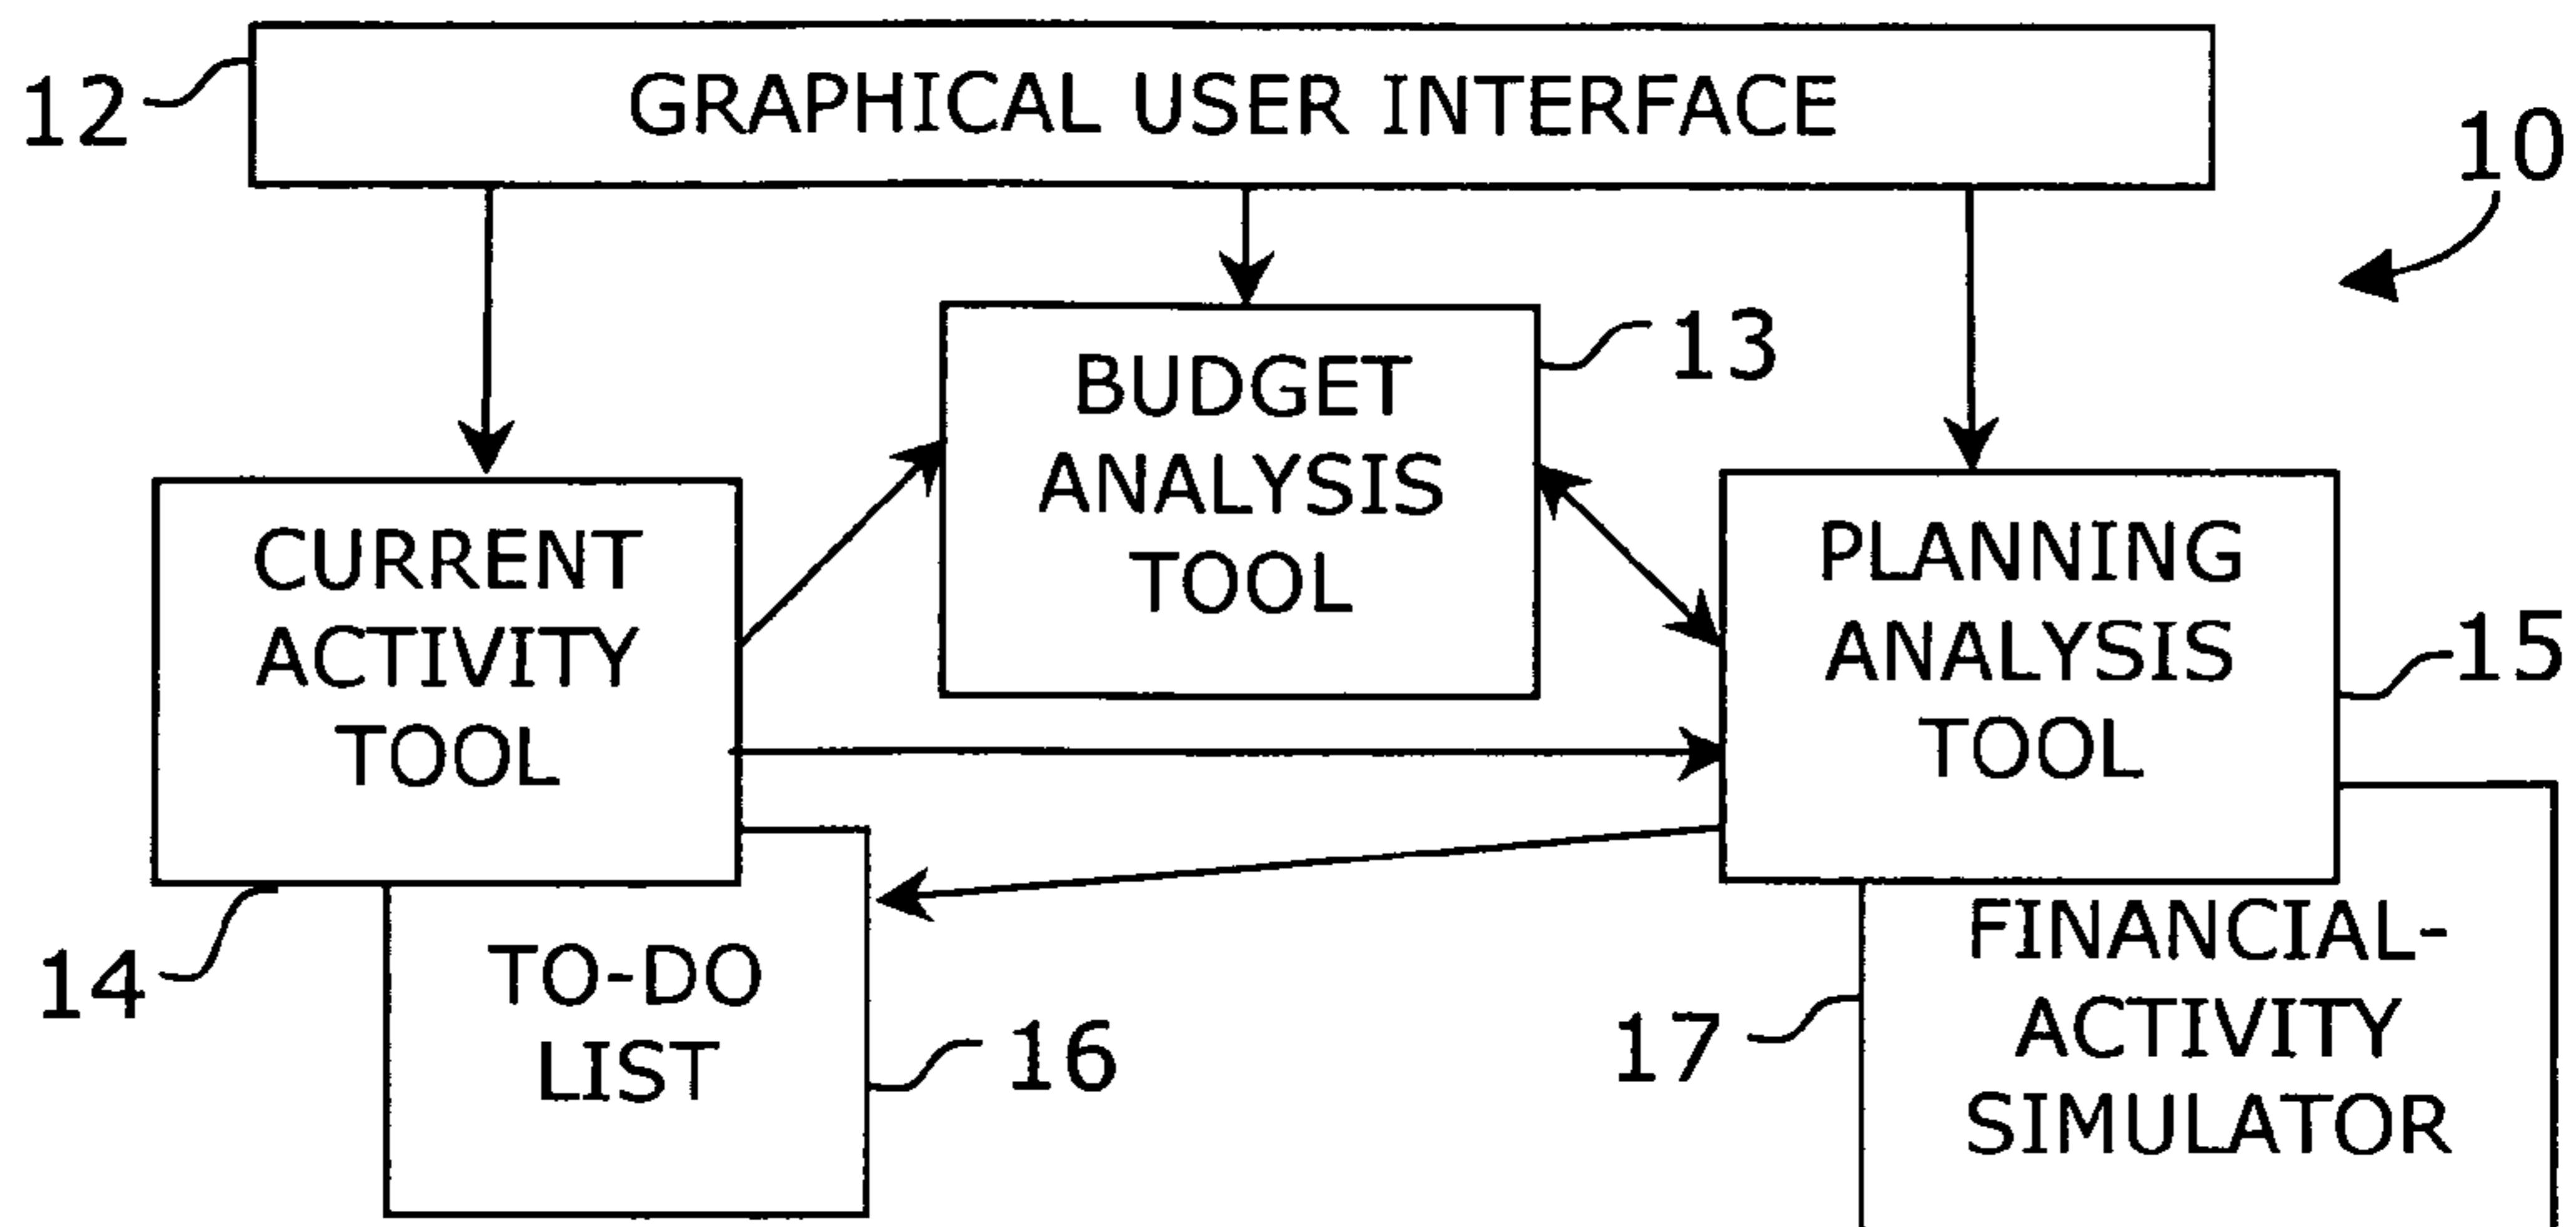 12
GRAPHICAL USER INTERFACE
10
BUDGET
ANALYSIS
TOOL
13
CURRENT
ACTIVITY
TOOL
PLANNING
ANALYSIS
TOOL
15
14
TO-DO
LIST
16
17
FINANCIAL-
ACTIVITY
SIMULATOR